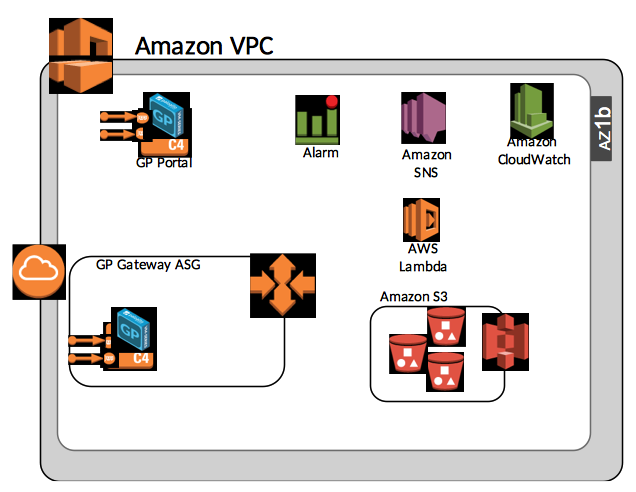 Amazon VPC
AZ1b
GP
C4
GP Portal
Alarm
Amazon
SNS
Amazon
CloudWatch
AWS
Lambda
GP Gateway ASG
GP
C4
Amazon S3